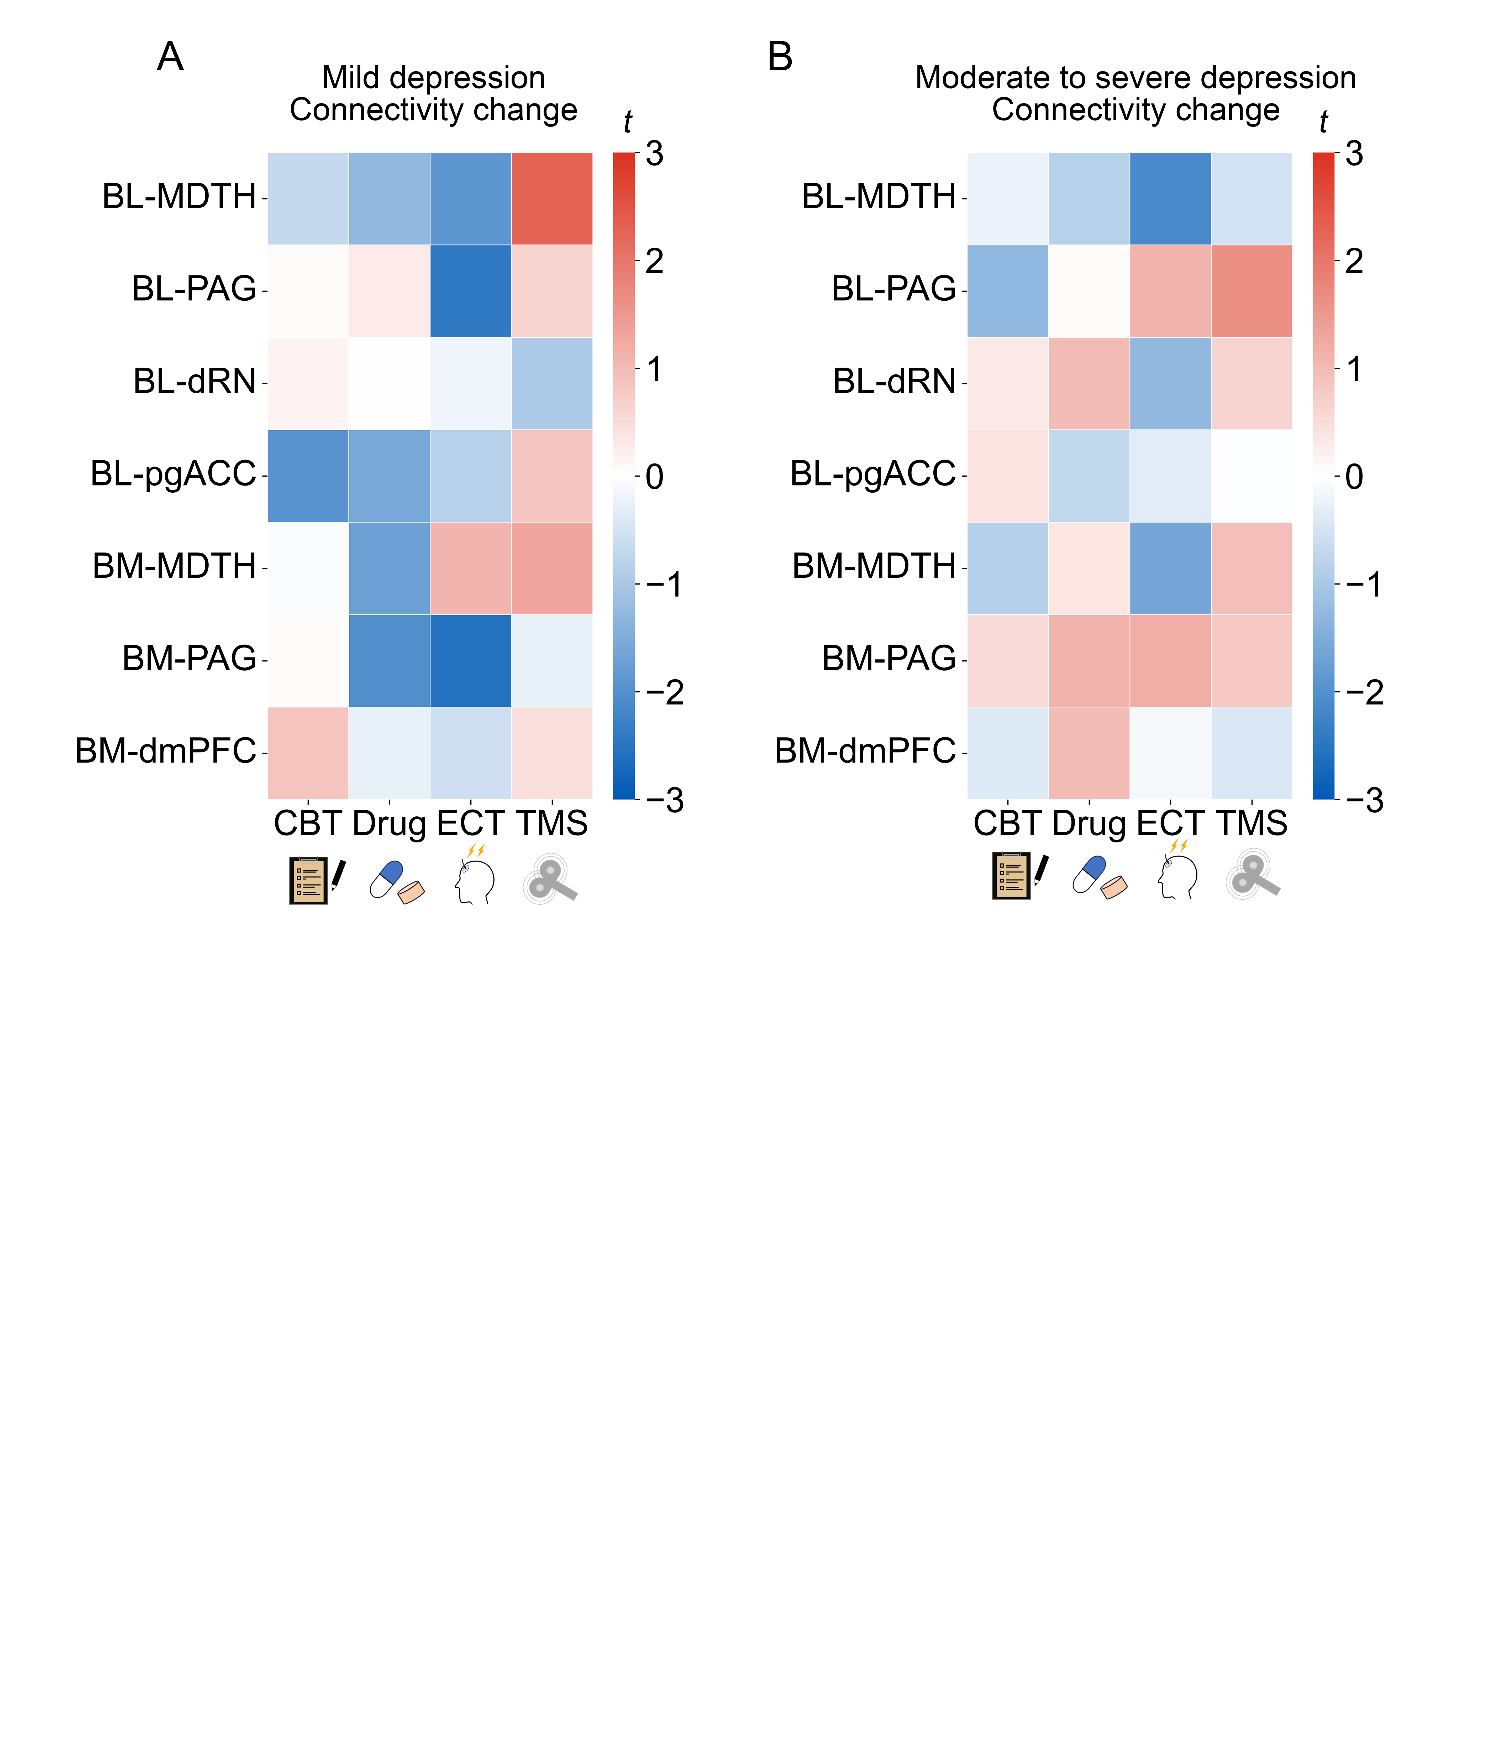 A
Mild depression
Connectivity change
t
3
2
1
0
−1
−2
−3
BL-MDTH
BL-PAG
BL-dRN
BL-pgACC
BM-MDTH
BM-PAG
BM-dmPFC
CBT Drug ECT TMS
B
Moderate to severe depression
Connectivity change
t
3
2
1
0
−1
−2
−3
BL-MDTH
BL-PAG
BL-dRN
BL-pgACC
BM-MDTH
BM-PAG
BM-dmPFC
CBT Drug ECT TMS